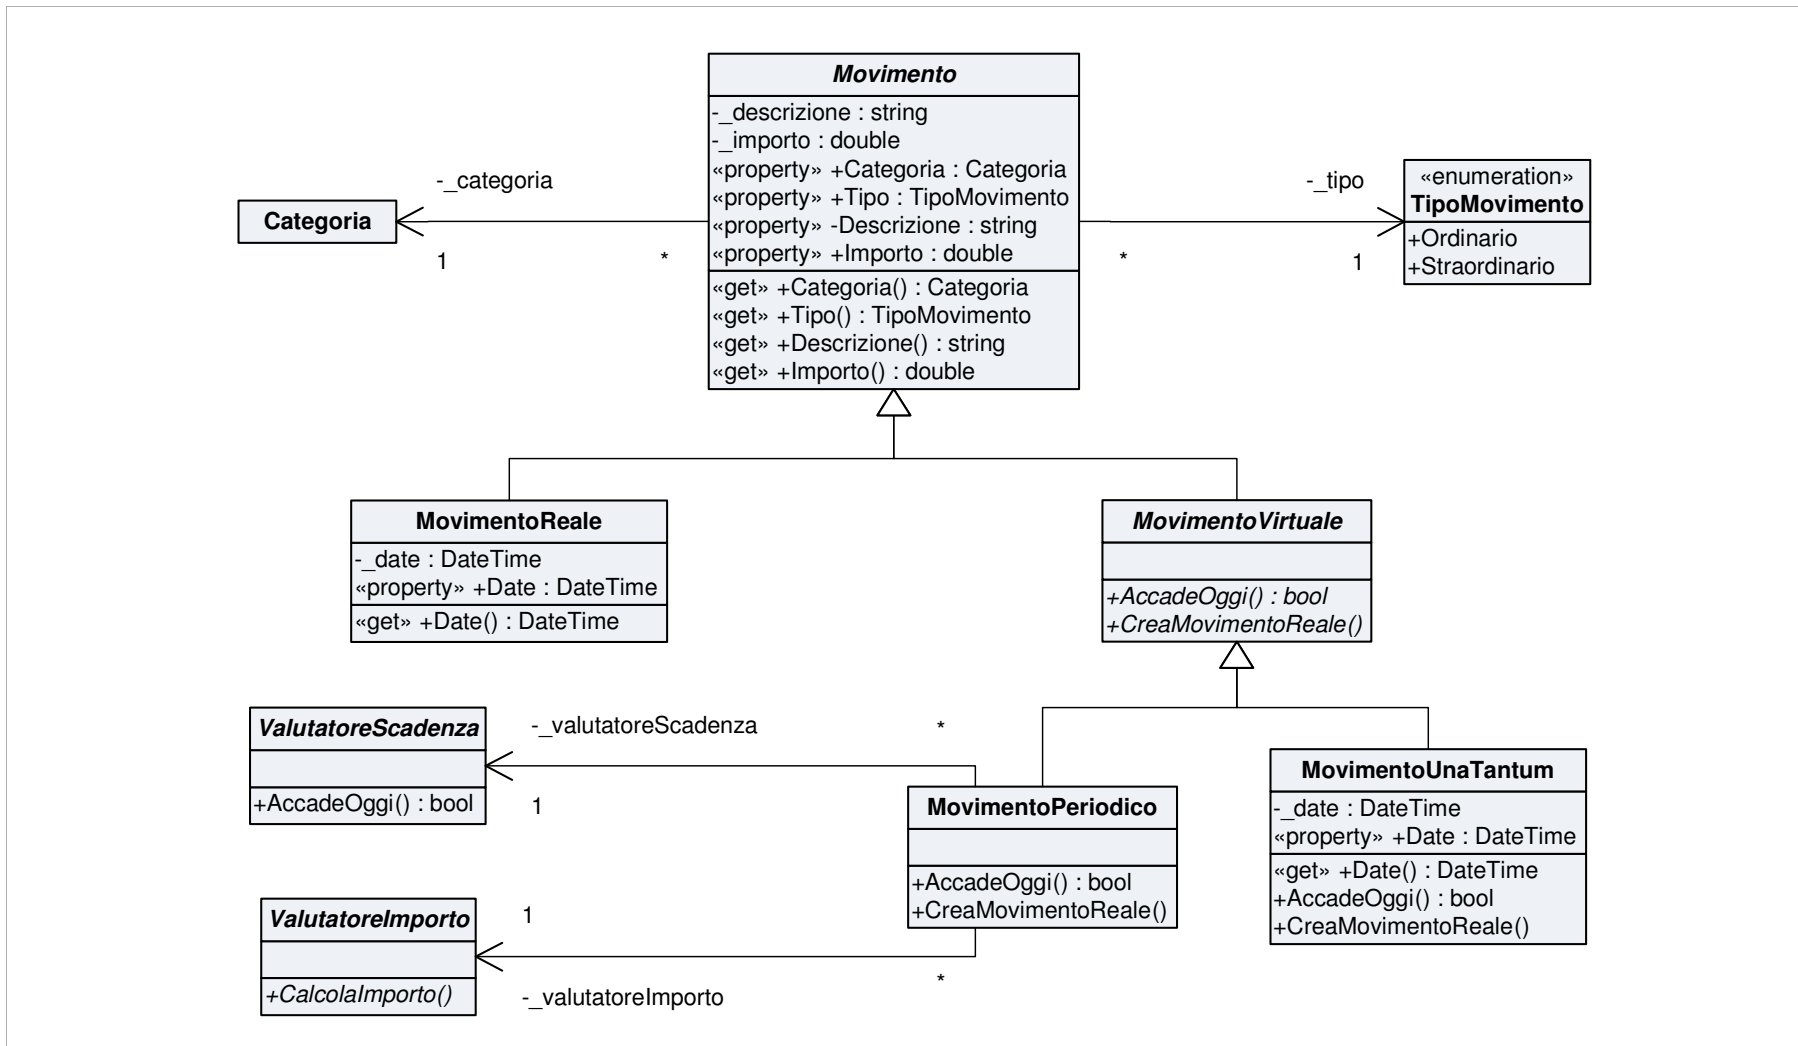 Movimento
-_descrizione : string
-_importo : double
«property» +Categoria : Categoria
«property» +Tipo : TipoMovimento
«property» -Descrizione : string
«property» +Importo : double
«get» +Categoria() : Categoria
«get» +Tipo() : TipoMovimento
«get» +Descrizione() : string
«get» +Importo() : double
-_categoria
Categoria
1
*
-_tipo
*
1
«enumeration»
TipoMovimento
+Ordinario
+Straordinario
MovimentoReale
-_date : DateTime
«property» +Date : DateTime
«get» +Date() : DateTime
MovimentoVirtuale
+AccadeOggi() : bool
+CreaMovimentoReale()
ValutatoreScadenza
+AccadeOggi() : bool
-_valutatoreScadenza
*
1
MovimentoPeriodico
+AccadeOggi() : bool
+CreaMovimentoReale()
MovimentoUnaTantum
-_date : DateTime
«property» +Date : DateTime
«get» +Date() : DateTime
+AccadeOggi() : bool
+CreaMovimentoReale()
ValutatoreImporto
+CalcolaImporto()
1
*
-_valutatoreImporto